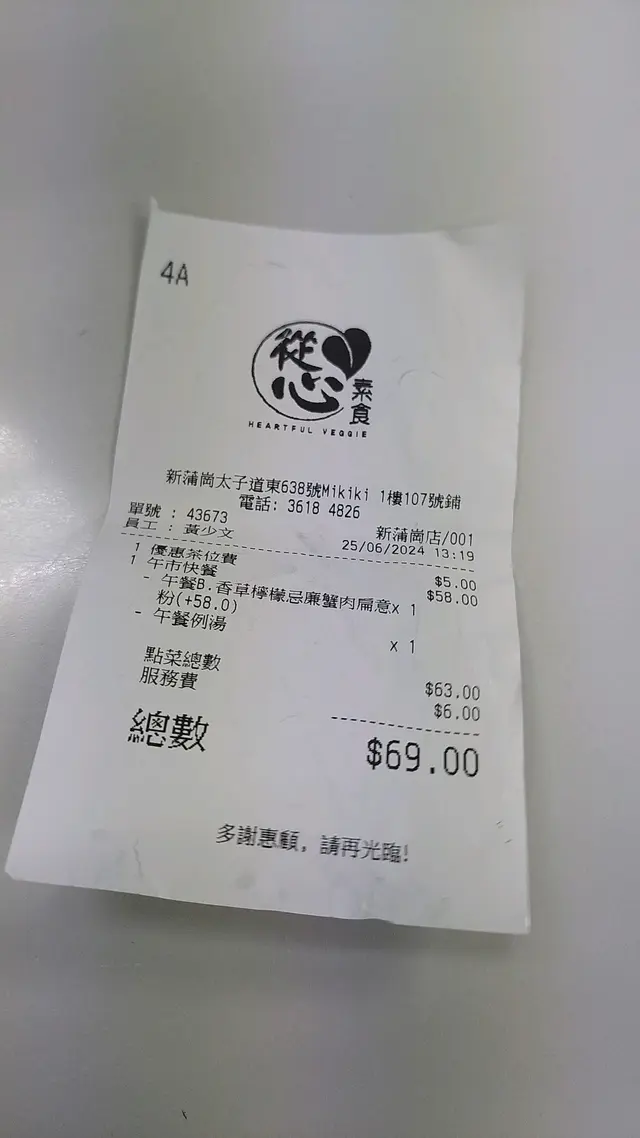 4A
從心
素食
HEARTFUL VEGGIE
新蒲崗太子道東638號Mikiki 1樓107號鋪
電話: 3618 4826
單號 : 43673 新蒲崗店/001
員工 : 黃少文 25/06/2024 13:19
1 優惠茶位費 $5.00
1 午市快餐 $58.00
- 午餐B.香草檸檬忌廉蟹肉扁意 x 1
粉(+58.0)
- 午餐例湯 x 1
點菜總數 $63.00
服務費 $6.00
總數 $69.00
多謝惠顧, 請再光臨!